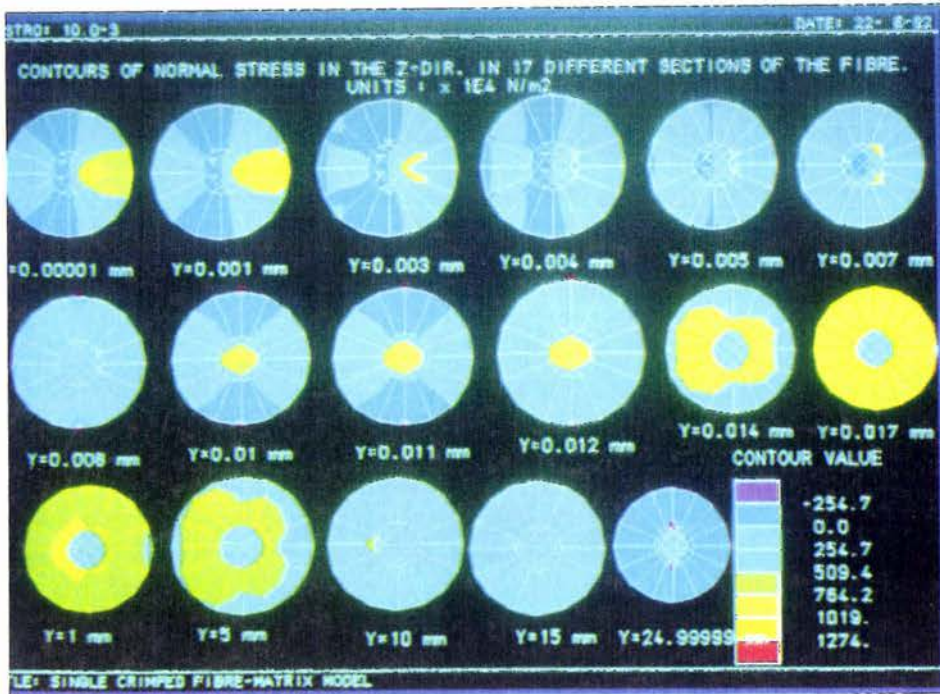 STRO: 10.0-3 DATE: 22- 6-92
CONTOURS OF NORMAL STRESS IN THE Z-DIR. IN 17 DIFFERENT SECTIONS OF THE FIBRE.
UNITS : x 1E4 N/m2
=0.00001 mm Y=0.001 mm Y=0.003 mm Y=0.004 mm Y=0.005 mm Y=0.007 mm
Y=0.008 mm Y=0.01 mm Y=0.011 mm Y=0.012 mm Y=0.014 mm Y=0.017 mm
CONTOUR VALUE
-254.7
0.0
254.7
509.4
764.2
1019.
1274.
Y=1 mm Y=5 mm Y=10 mm Y=15 mm Y=24.99999 mm
LE: SINGLE CRIMPED FIBRE-MATRIX MODEL